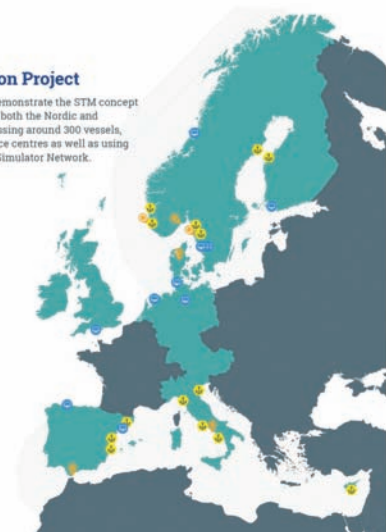 on Project
emonstrate the STM concept
both the Nordic and
ssing around 300 vessels,
ce centres as well as using
Simulator Network.